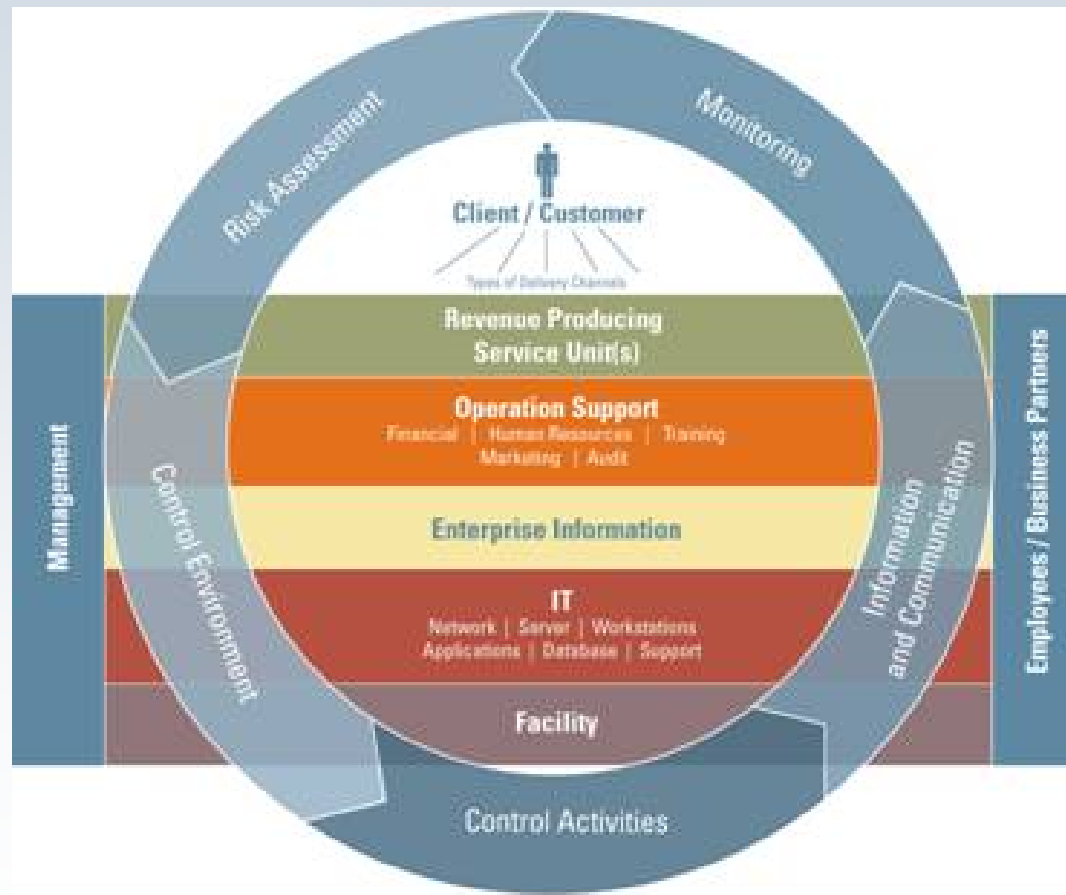 Risk Assessment
Monitoring
Client / Customer
Types of Delivery Channels
Revenue Producing
Service Unit(s)
Operation Support
Financial | Human Resources | Training
Marketing | Audit
Enterprise Information
IT
Network | Server | Workstations
Applications | Database | Support
Facility
Management
Control Environment
Control Activities
Information
and Communication
Employees / Business Partners